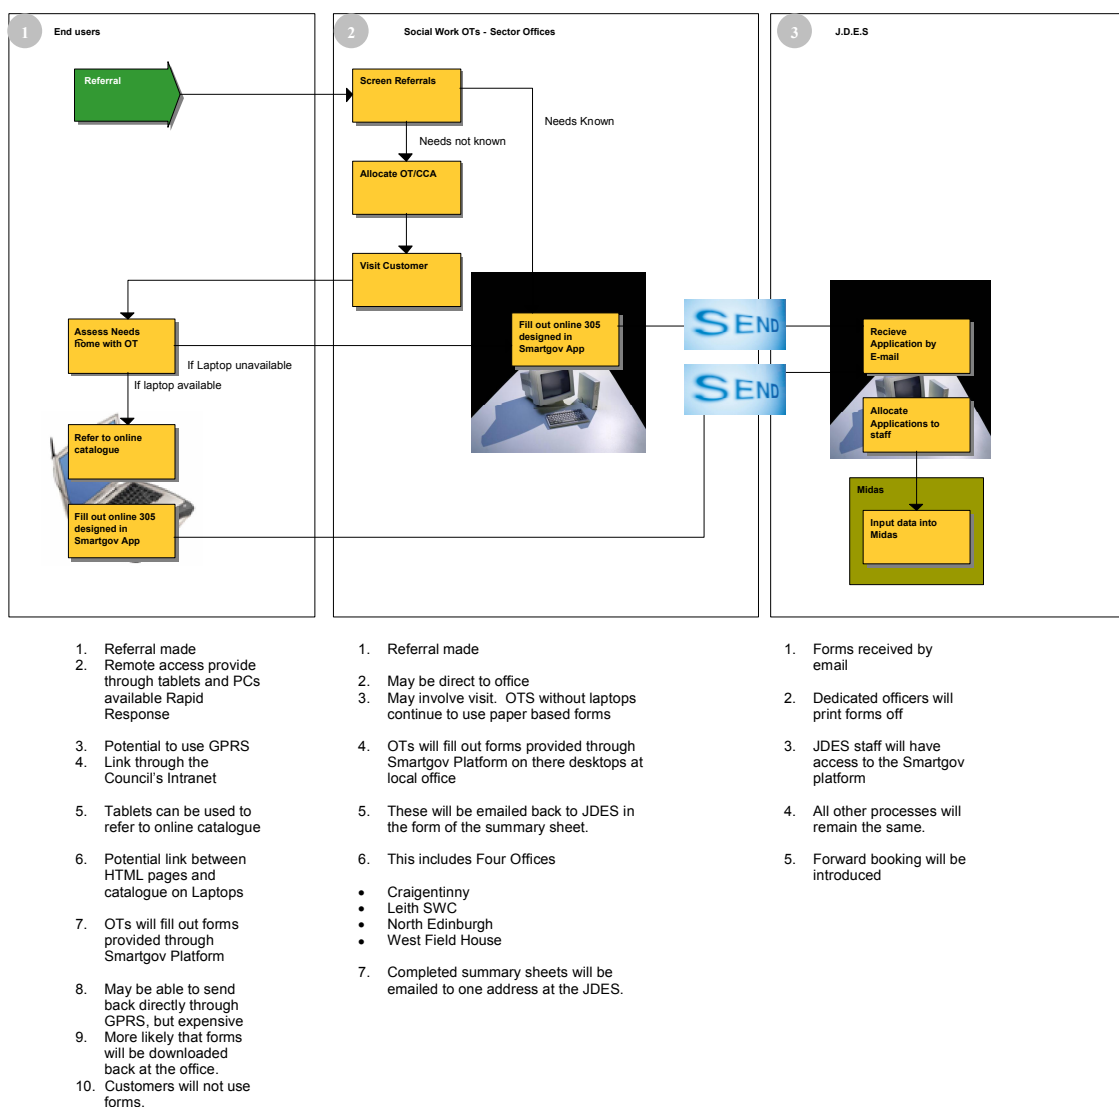 1
End users
Referral
Assess Needs
home with OT
If Laptop unavailable
If laptop available
Refer to online
catalogue
Fill out online 305
designed in
Smartgov App
2
Social Work OTs - Sector Offices
Screen Referrals
Needs Known
Needs not known
Allocate OT/CCA
Visit Customer
Fill out online 305
designed in
Smartgov App
SEND
SEND
3
J.D.E.S
Recieve
Application by
E-mail
Allocate
Applications to
staff
Midas
Input data into
Midas
1. Referral made
2. Remote access provide
through tablets and PCs
available Rapid
Response
3. Potential to use GPRS
4. Link through the
Council's Intranet
5. Tablets can be used to
refer to online catalogue
6. Potential link between
HTML pages and
catalogue on Laptops
7. OTs will fill out forms
provided through
Smartgov Platform
8. May be able to send
back directly through
GPRS, but expensive
9. More likely that forms
will be downloaded
back at the office.
10. Customers will not use
forms.
1. Referral made
2. May be direct to office
3. May involve visit. OTS without laptops
continue to use paper based forms
4. OTs will fill out forms provided through
Smartgov Platform on there desktops at
local office
5. These will be emailed back to JDES in
the form of the summary sheet.
6. This includes Four Offices
• Craigentinny
• Leith SWC
• North Edinburgh
• West Field House
7. Completed summary sheets will be
emailed to one address at the JDES.
1. Forms received by
email
2. Dedicated officers will
print forms off
3. JDES staff will have
access to the Smartgov
platform
4. All other processes will
remain the same.
5. Forward booking will be
introduced